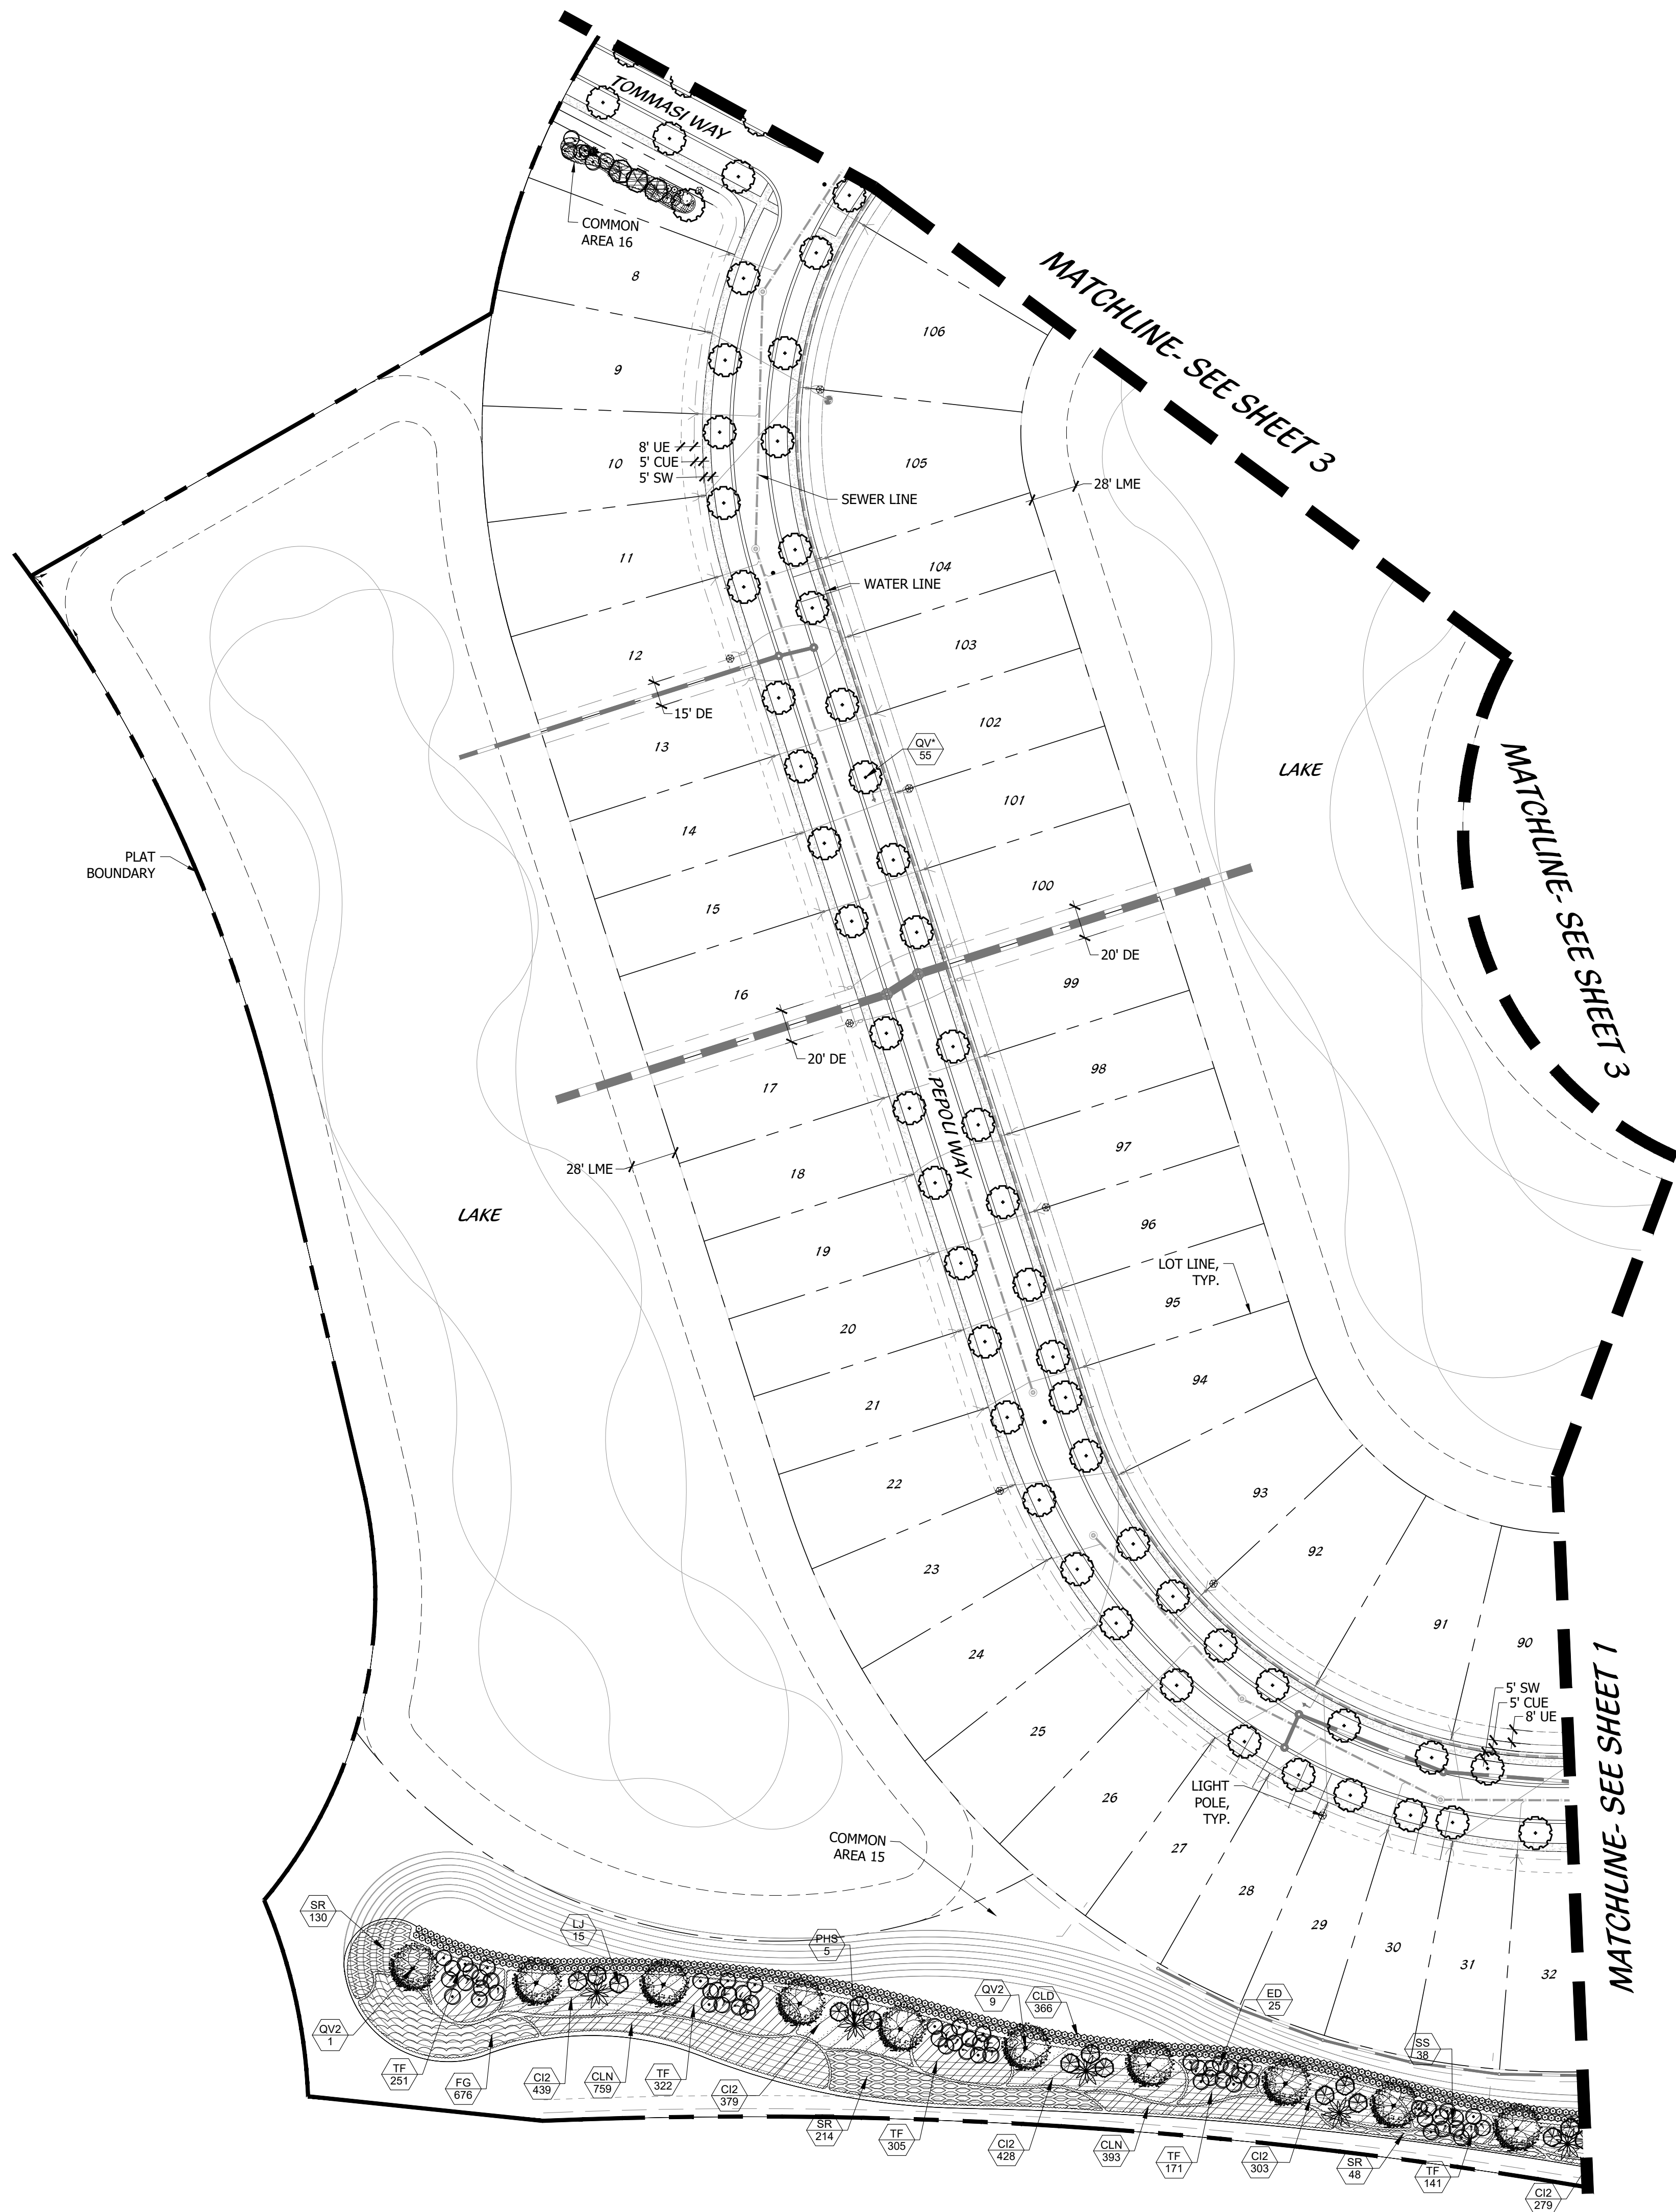 TOMMASI WAY
COMMON
AREA 16
8
106
MATCHLINE- SEE SHEET 3
9
8' UE
5' CUE
5' SW
10
105
SEWER LINE
28' LME
11
104
WATER LINE
12
103
15' DE
13
102
QV*
55
LAKE
MATCHLINE- SEE SHEET 3
14
101
PLAT
BOUNDARY
15
100
20' DE
16
99
20' DE
17
98
PEPOLI WAY
97
28' LME
18
LAKE
96
19
LOT LINE,
TYP.
95
20
94
21
22
93
92
23
91
90
24
5' SW
5' CUE
8' UE
MATCHLINE- SEE SHEET 1
25
26
LIGHT
POLE,
TYP.
COMMON
AREA 15
27
28
29
30
31
32
SR
130
LJ
15
PHS
5
QV2
9
CLD
366
ED
25
SS
38
QV2
1
TF
251
FG
676
CI2
439
CLN
759
TF
322
CI2
379
SR
214
TF
305
CI2
428
CLN
393
TF
171
CI2
303
SR
48
TF
141
CI2
279